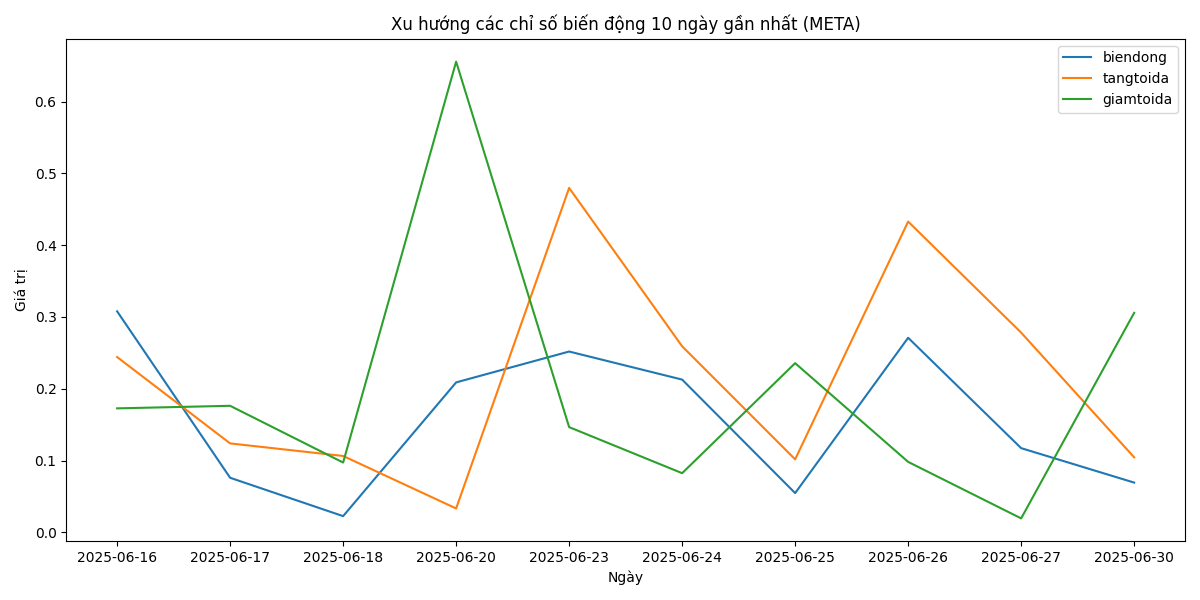 Xu hướng các chỉ số biến động 10 ngày gần nhất (META)
biendong
tangtoida
giamtoida
Giá trị
0.6
0.5
0.4
0.3
0.2
0.1
0.0
2025-06-16 2025-06-17 2025-06-18 2025-06-20 2025-06-23 2025-06-24 2025-06-25 2025-06-26 2025-06-27 2025-06-30
Ngày